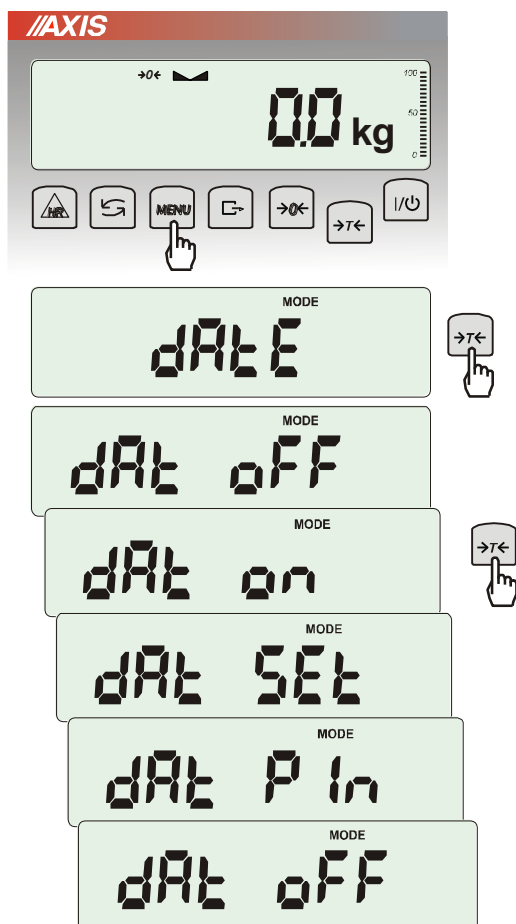 //AXIS
→0← 100
50
0.0 kg
0
HR MENU →0← →T← I/⏻
MODE
dAtE →T←
MODE
dAt oFF
MODE
dAt on →T←
MODE
dAt SEt
MODE
dAt PIn
MODE
dAt oFF